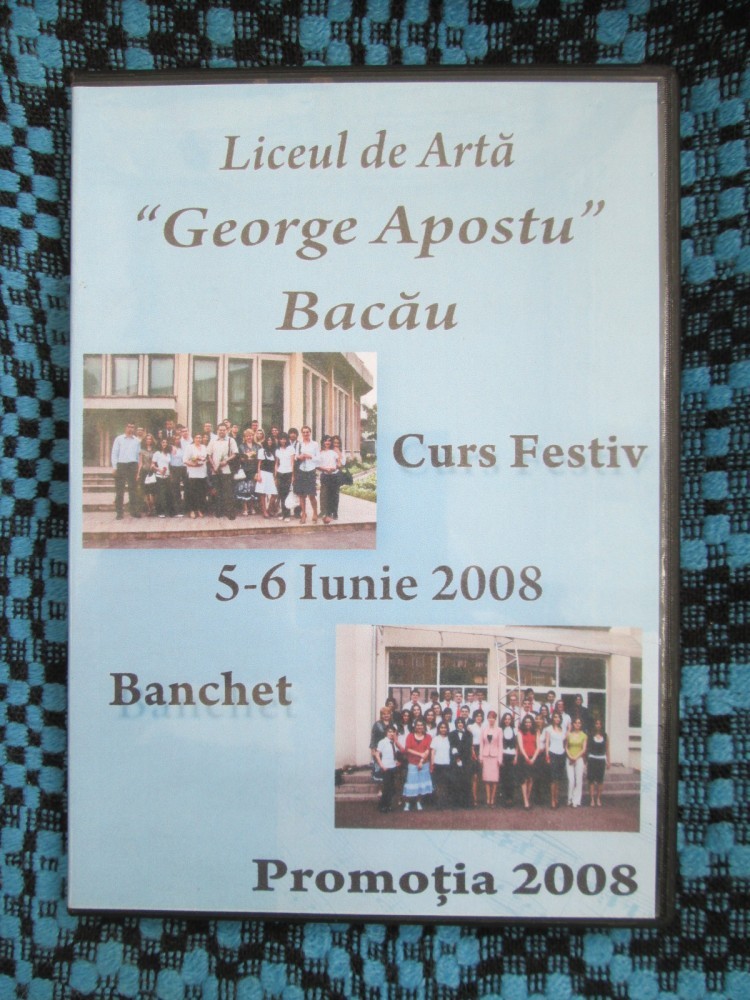 Liceul de Artă
“George Apostu”
Bacău
Curs Festiv
5-6 Iunie 2008
Banchet
Promoția 2008